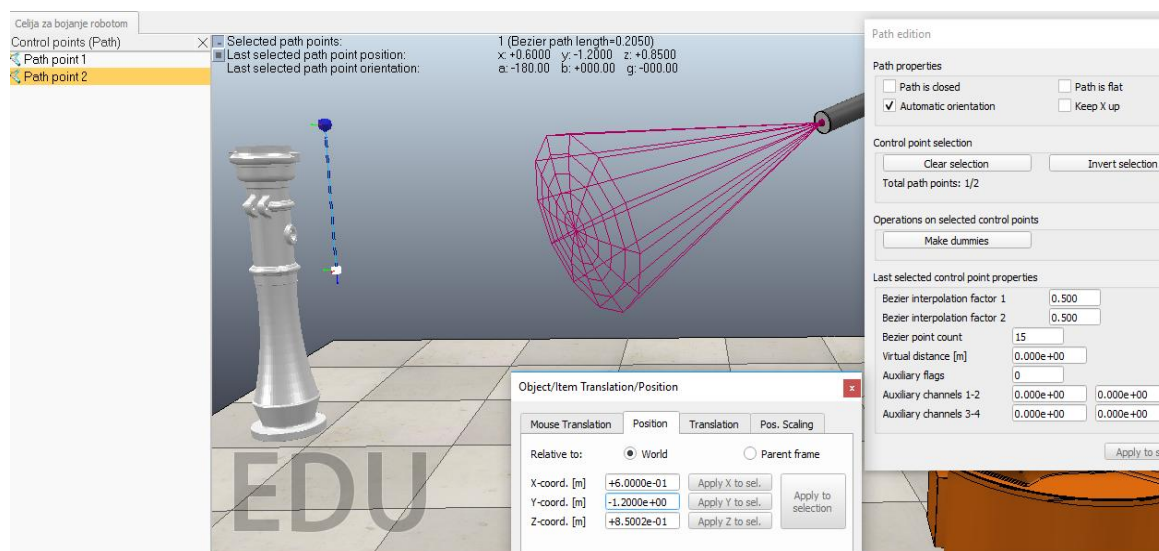 Celija za bojanje robotom
Control points (Path)
Path point 1
Path point 2
Selected path points: 1 (Bezier path length=0.2050)
Last selected path point position: x: +0.6000 y: -1.2000 z: +0.8500
Last selected path point orientation: a: -180.00 b: +000.00 g: -000.00
EDU
Path edition
Path properties
Path is closed Path is flat
Automatic orientation Keep X up
Control point selection
Clear selection Invert selection
Total path points: 1/2
Operations on selected control points
Make dummies
Last selected control point properties
Bezier interpolation factor 1 0.500
Bezier interpolation factor 2 0.500
Bezier point count 15
Virtual distance [m] 0.000e+00
Auxiliary flags 0
Auxiliary channels 1-2 0.000e+00 0.000e+00
Auxiliary channels 3-4 0.000e+00 0.000e+00
Apply to s
Object/Item Translation/Position x
Mouse Translation Position Translation Pos. Scaling
Relative to: World Parent frame
X-coord. [m] +6.0000e-01 Apply X to sel.
Y-coord. [m] -1.2000e+00 Apply Y to sel.
Z-coord. [m] +8.5002e-01 Apply Z to sel.
Apply to
selection